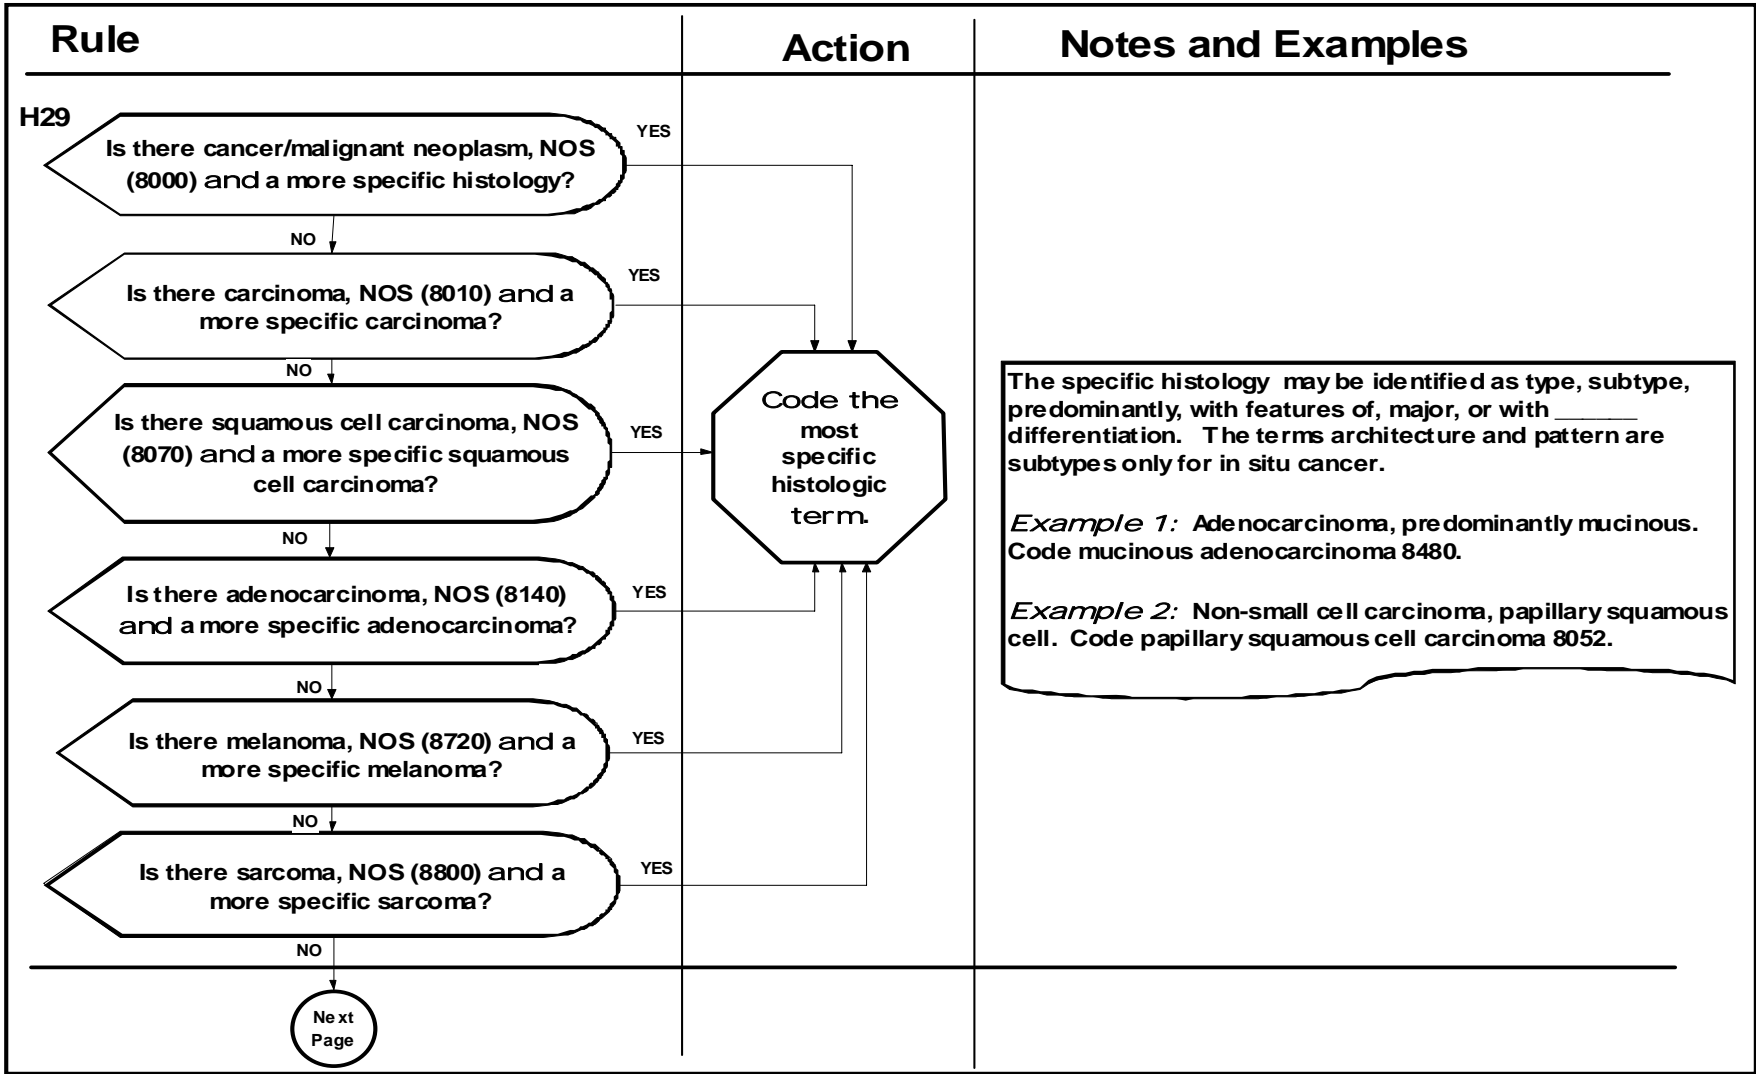 Rule
Action
Notes and Examples
H29
Is there cancer/malignant neoplasm, NOS
(8000) and a more specific histology?
YES
NO
Is there carcinoma, NOS (8010) and a
more specific carcinoma?
YES
NO
Is there squamous cell carcinoma, NOS
(8070) and a more specific squamous
cell carcinoma?
YES
NO
Is there adenocarcinoma, NOS (8140)
and a more specific adenocarcinoma?
YES
NO
Is there melanoma, NOS (8720) and a
more specific melanoma?
YES
NO
Is there sarcoma, NOS (8800) and a
more specific sarcoma?
YES
NO
Next
Page
Code the
most
specific
histologic
term.
The specific histology may be identified as type, subtype,
predominantly, with features of, major, or with ______
differentiation. The terms architecture and pattern are
subtypes only for in situ cancer.
Example 1: Adenocarcinoma, predominantly mucinous.
Code mucinous adenocarcinoma 8480.
Example 2: Non-small cell carcinoma, papillary squamous
cell. Code papillary squamous cell carcinoma 8052.